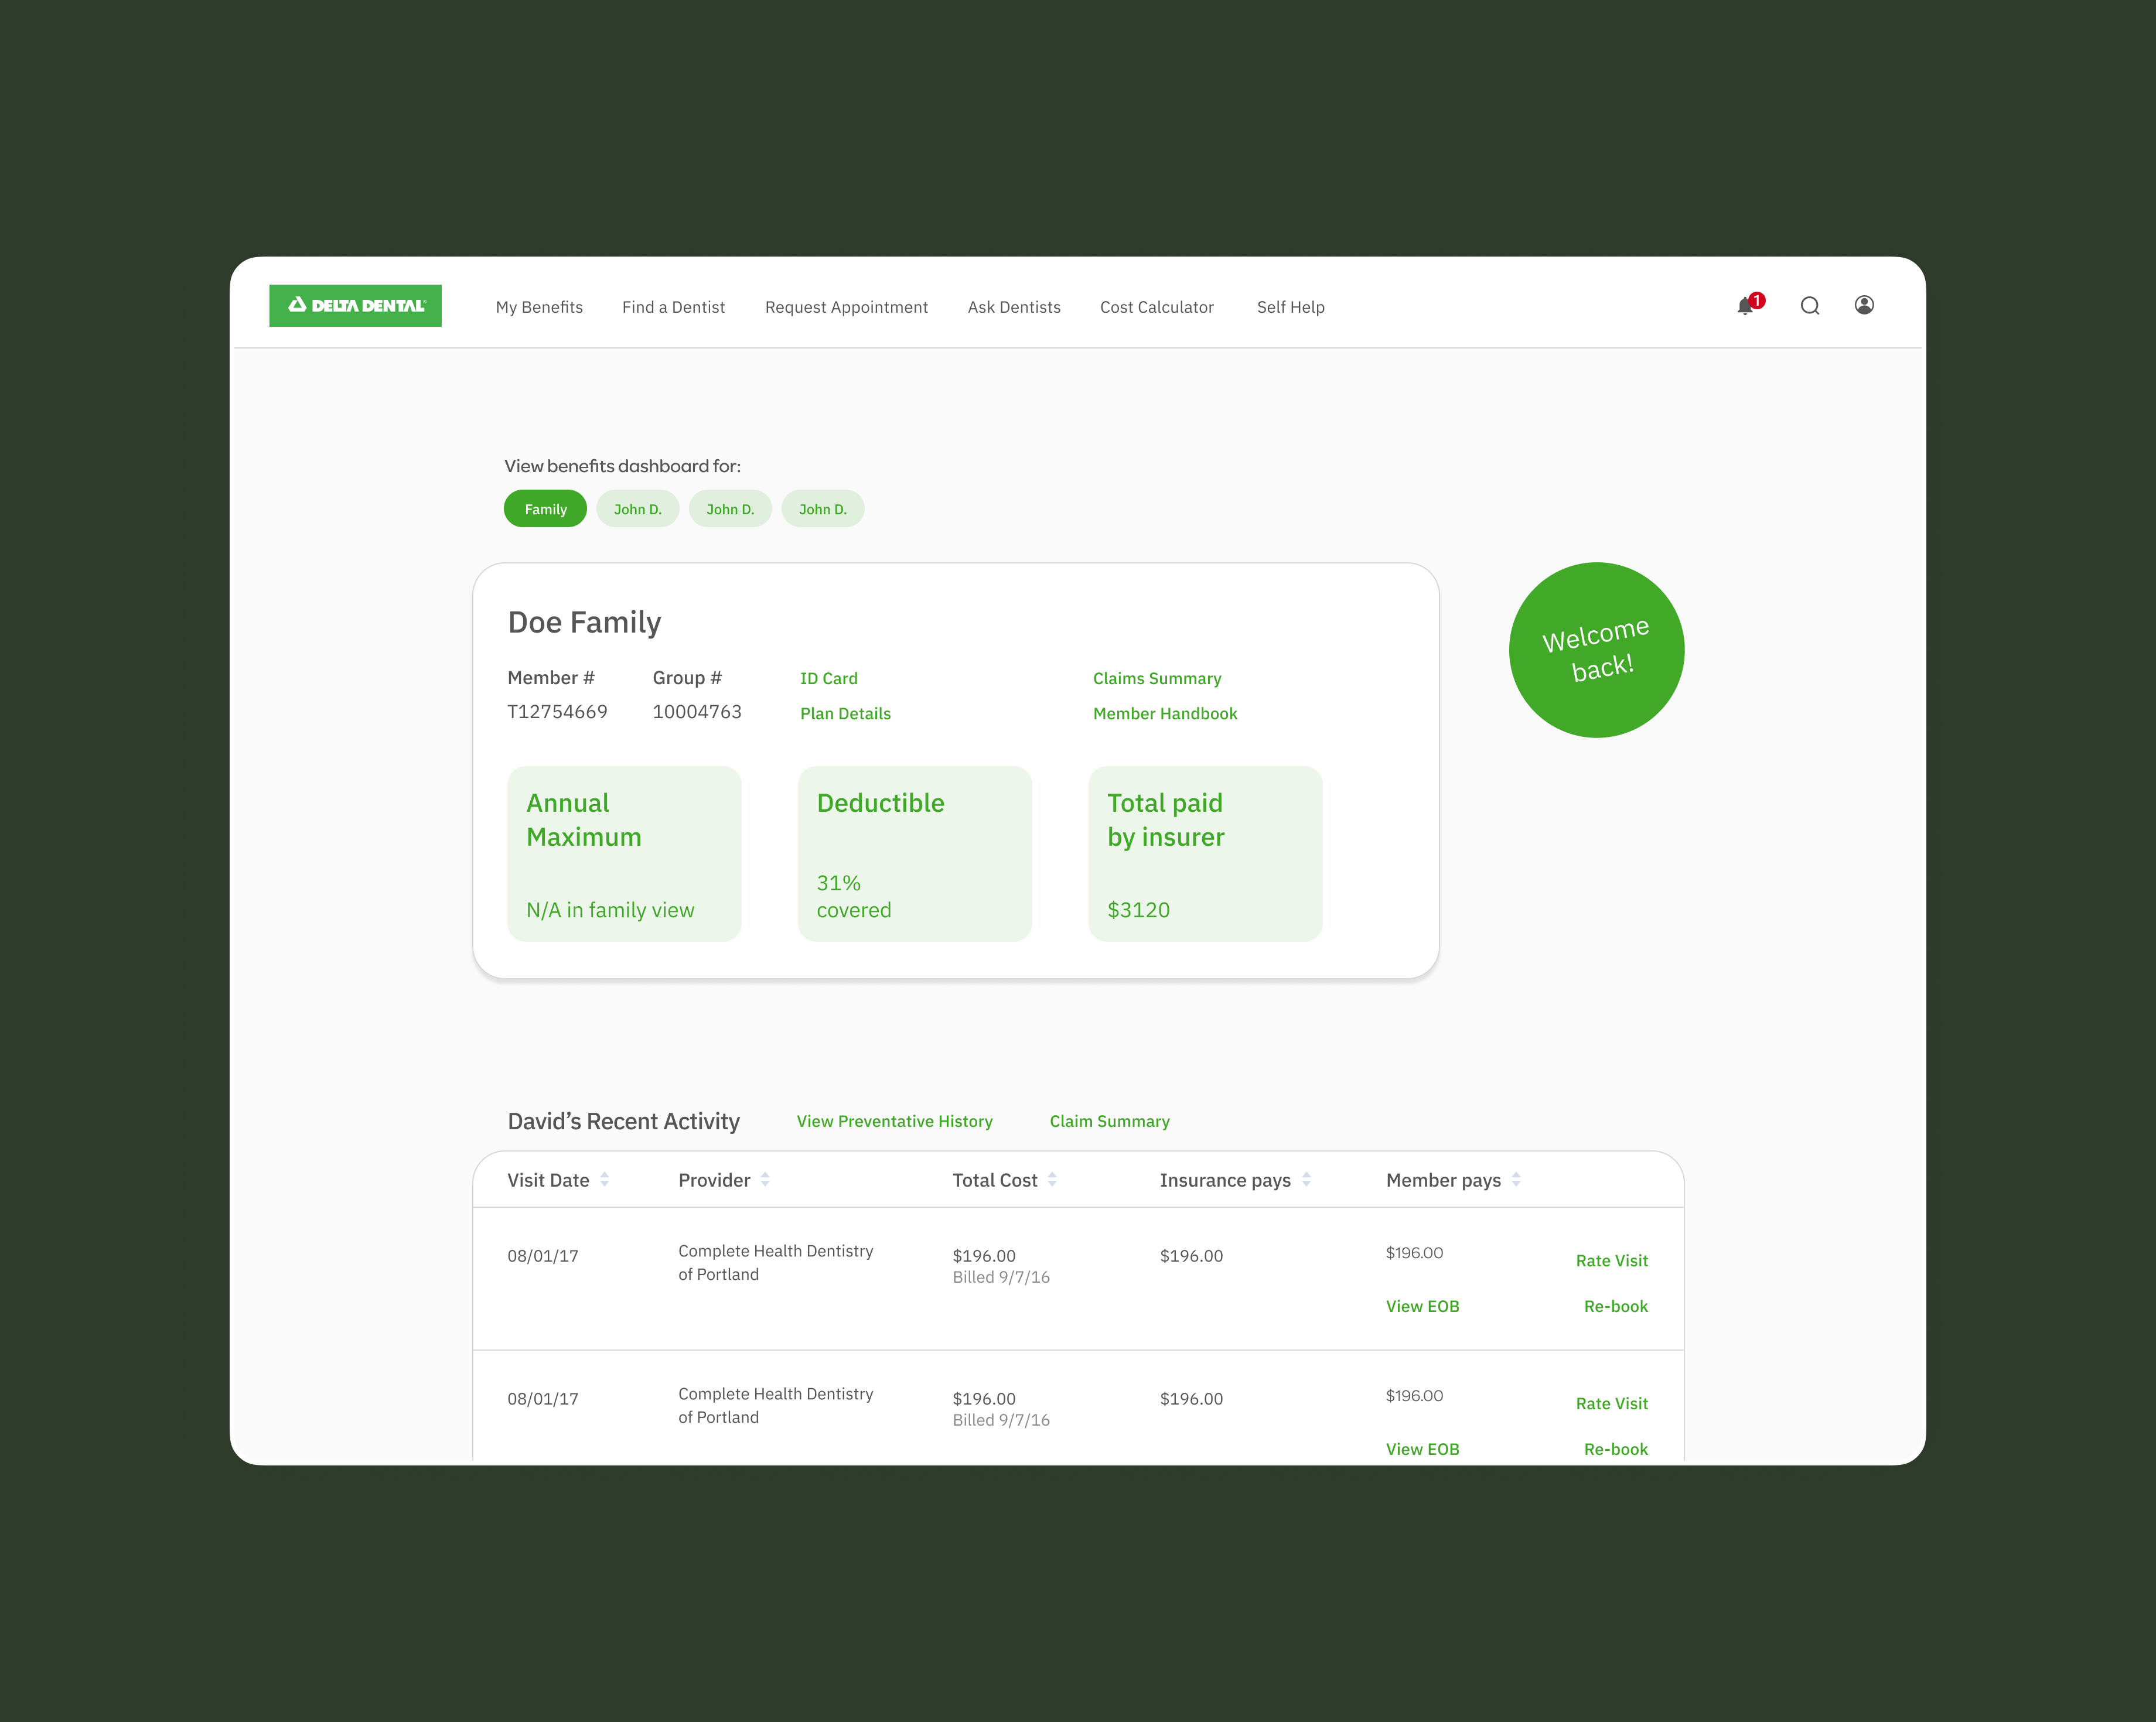 DELTA DENTAL
My Benefits Find a Dentist Request Appointment Ask Dentists Cost Calculator Self Help 1
View benefits dashboard for:
Family John D. John D. John D.
Doe Family
Member # Group # ID Card Claims Summary
T12754669 10004763 Plan Details Member Handbook
Welcome
back!
Annual
Maximum
N/A in family view
Deductible
31%
covered
Total paid
by insurer
$3120
David’s Recent Activity View Preventative History Claim Summary
Visit Date Provider Total Cost Insurance pays Member pays
08/01/17 Complete Health Dentistry $196.00 $196.00 $196.00 Rate Visit
of Portland Billed 9/7/16
View EOB Re-book
08/01/17 Complete Health Dentistry $196.00 $196.00 $196.00 Rate Visit
of Portland Billed 9/7/16
View EOB Re-book